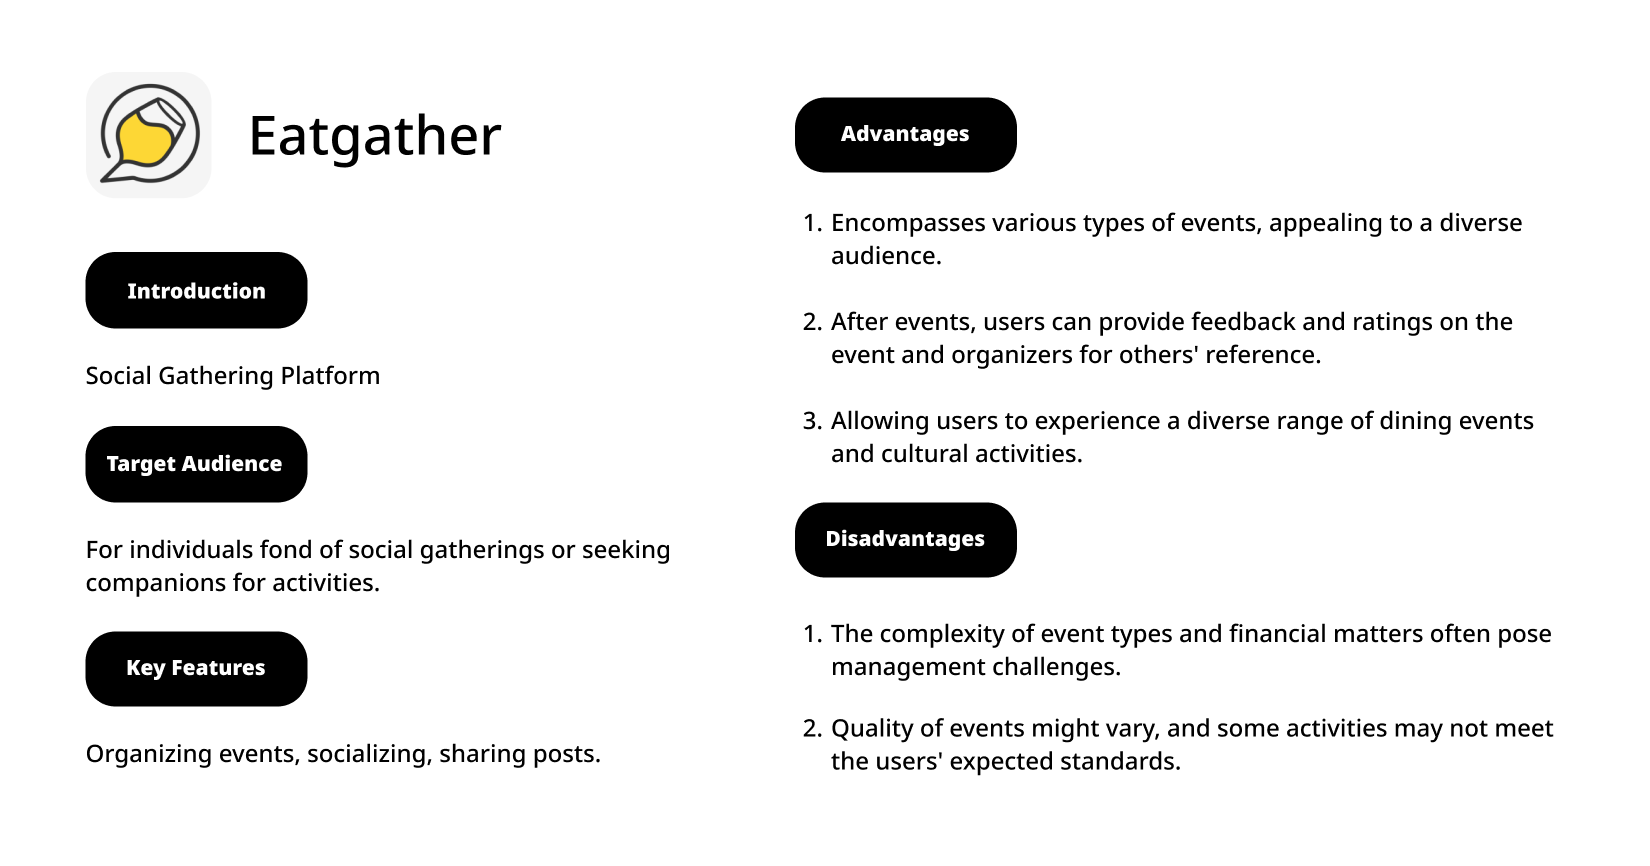 Eatgather
Introduction
Social Gathering Platform
Target Audience
For individuals fond of social gatherings or seeking
companions for activities.
Key Features
Organizing events, socializing, sharing posts.
Advantages
1. Encompasses various types of events, appealing to a diverse
audience.
2. After events, users can provide feedback and ratings on the
event and organizers for others' reference.
3. Allowing users to experience a diverse range of dining events
and cultural activities.
Disadvantages
1. The complexity of event types and financial matters often pose
management challenges.
2. Quality of events might vary, and some activities may not meet
the users' expected standards.